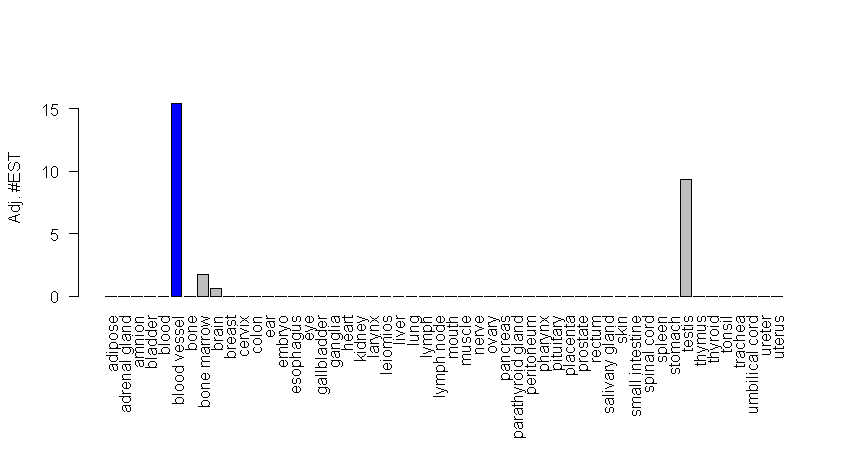 Adj. #EST
15
10
5
0
adipose
adrenal gland
amnion
bladder
blood
blood vessel
bone
bone marrow
brain
breast
cervix
colon
ear
embryo
esophagus
eye
gallbladder
ganglia
heart
kidney
larynx
leiomios
liver
lung
lymph
lymph node
mouth
muscle
nerve
ovary
pancreas
parathyroid gland
peritoneum
pharynx
pituitary
placenta
prostate
rectum
salivary gland
skin
small intestine
spinal cord
spleen
stomach
testis
thymus
thyroid
tonsil
trachea
umbilical cord
ureter
uterus